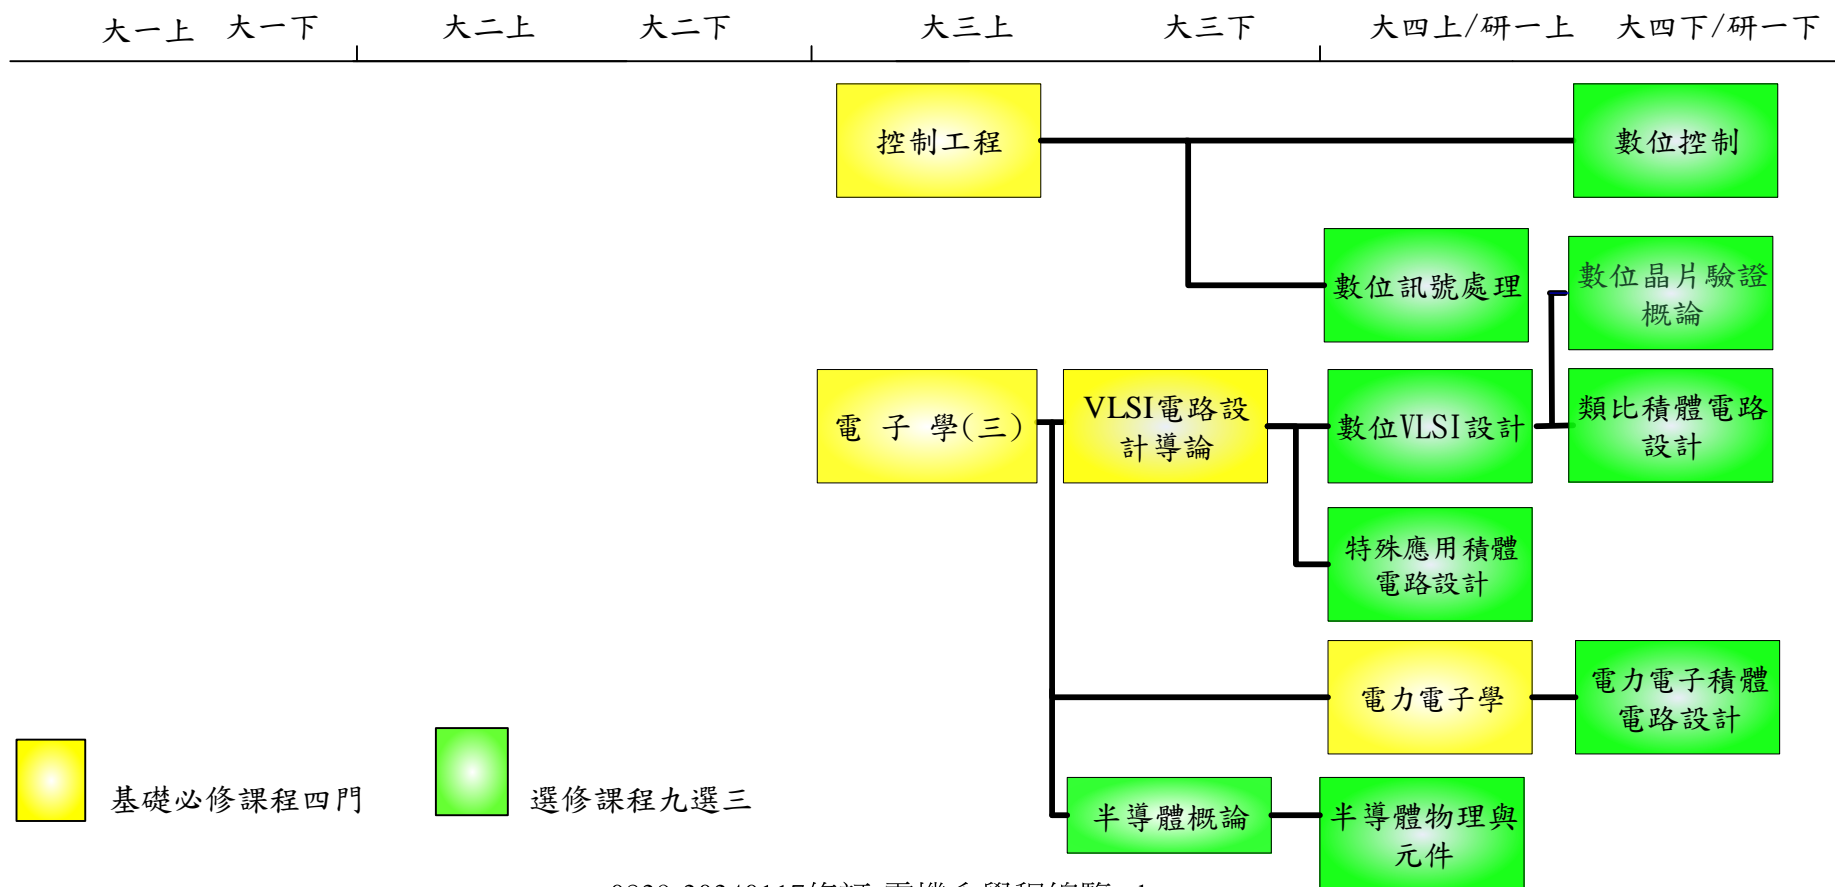 大一上 大一下 大二上 大二下 大三上 大三下 大四上/研一上 大四下/研一下
控制工程
數位控制
數位訊號處理
數位晶片驗證
概論
電 子 學(三)
VLSI電路設
計導論
數位VLSI設計
類比積體電路
設計
特殊應用積體
電路設計
電力電子學
電力電子積體
電路設計
基礎必修課程四門
選修課程九選三
半導體概論
半導體物理與
元件